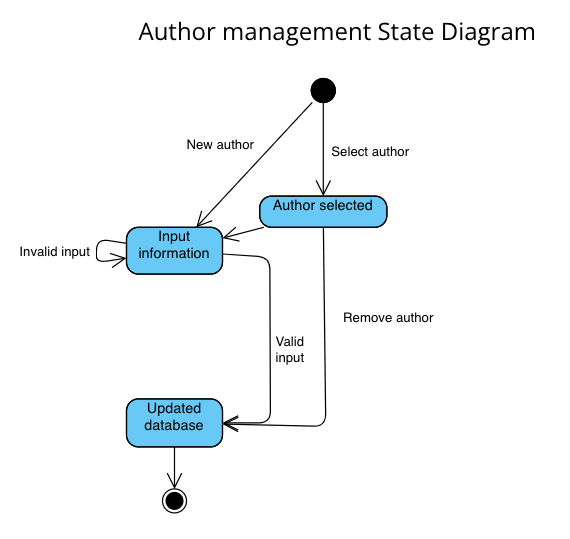 Author management State Diagram
New author
Select author
Author selected
Input
information
Invalid input
Remove author
Valid
input
Updated
database